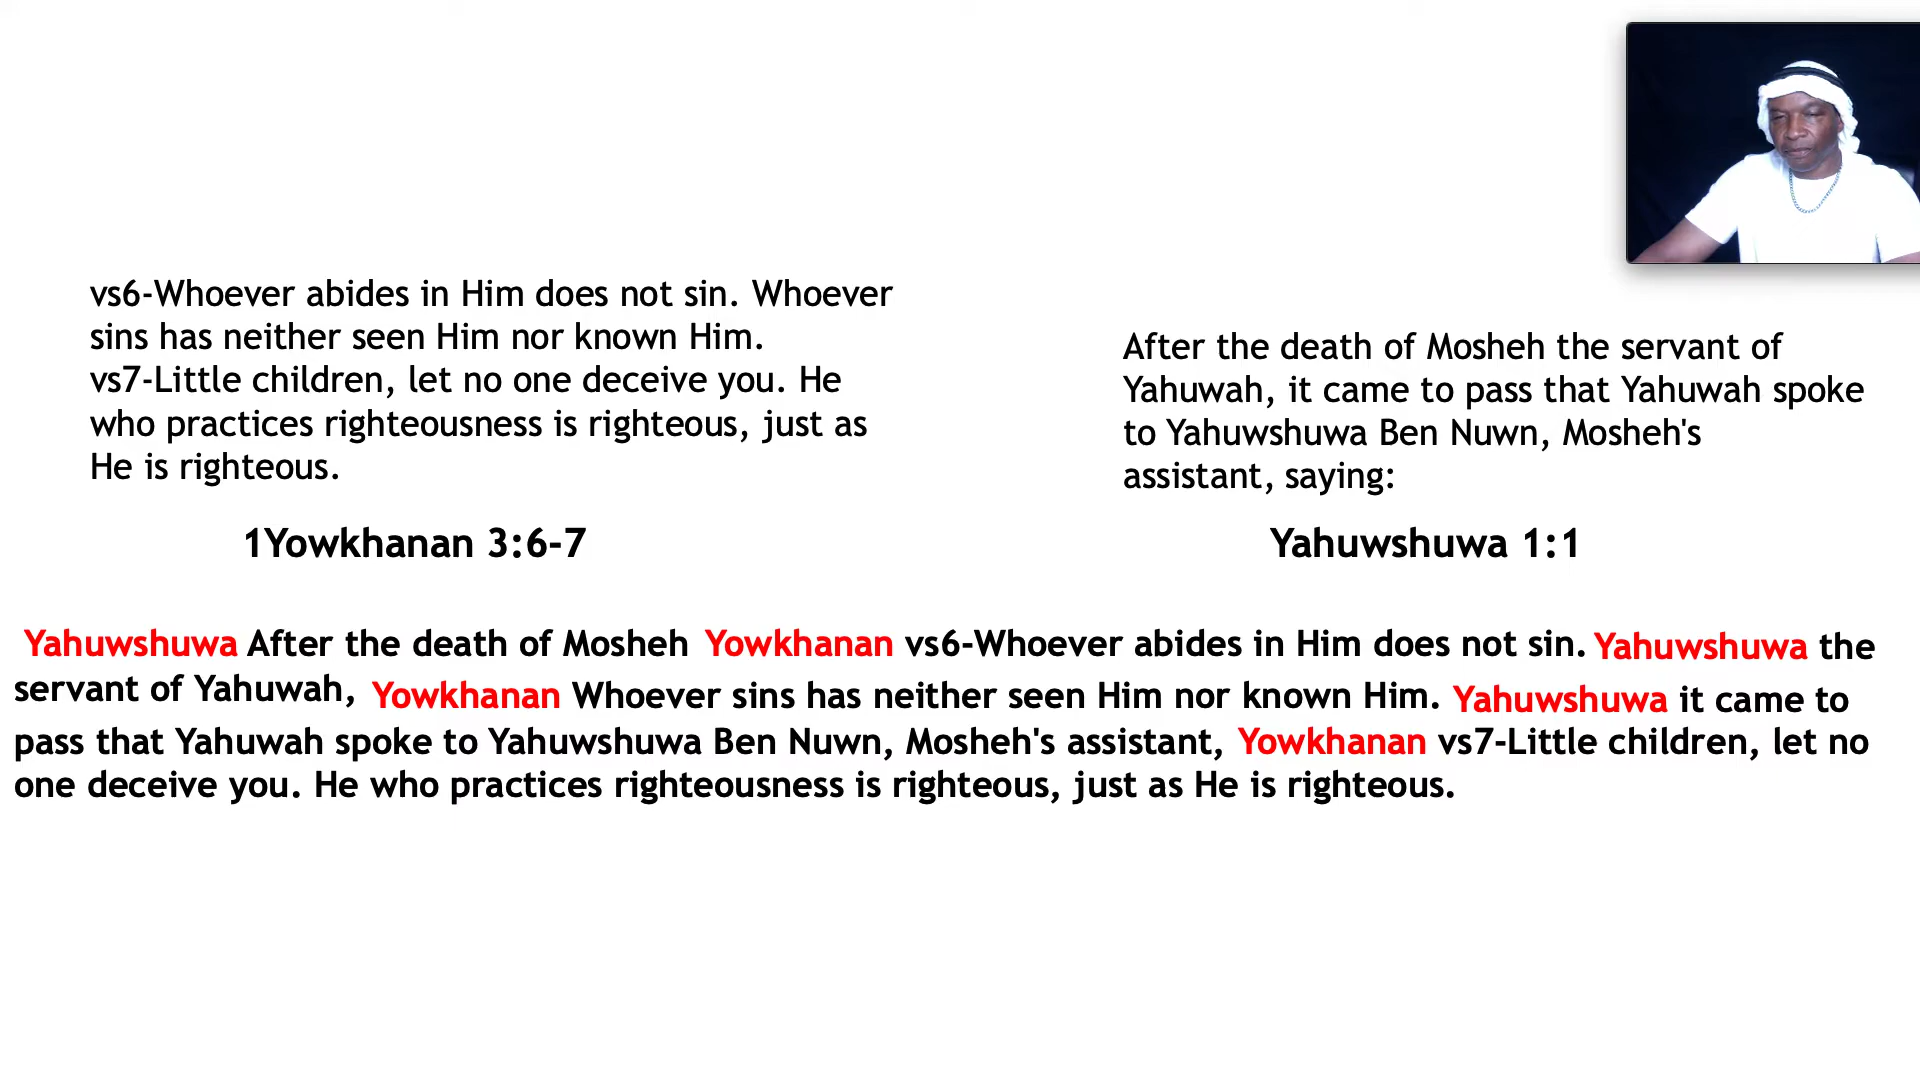 vs6-Whoever abides in Him does not sin. Whoever
sins has neither seen Him nor known Him.
vs7-Little children, let no one deceive you. He
who practices righteousness is righteous, just as
He is righteous.
1Yowkhanan 3:6-7
After the death of Mosheh the servant of
Yahuwah, it came to pass that Yahuwah spoke
to Yahuwshuwa Ben Nuwn, Mosheh's
assistant, saying:
Yahuwshuwa 1:1
Yahuwshuwa After the death of Mosheh Yowkhanan vs6-Whoever abides in Him does not sin. Yahuwshuwa the
servant of Yahuwah, Yowkhanan Whoever sins has neither seen Him nor known Him. Yahuwshuwa it came to
pass that Yahuwah spoke to Yahuwshuwa Ben Nuwn, Mosheh's assistant, Yowkhanan vs7-Little children, let no
one deceive you. He who practices righteousness is righteous, just as He is righteous.